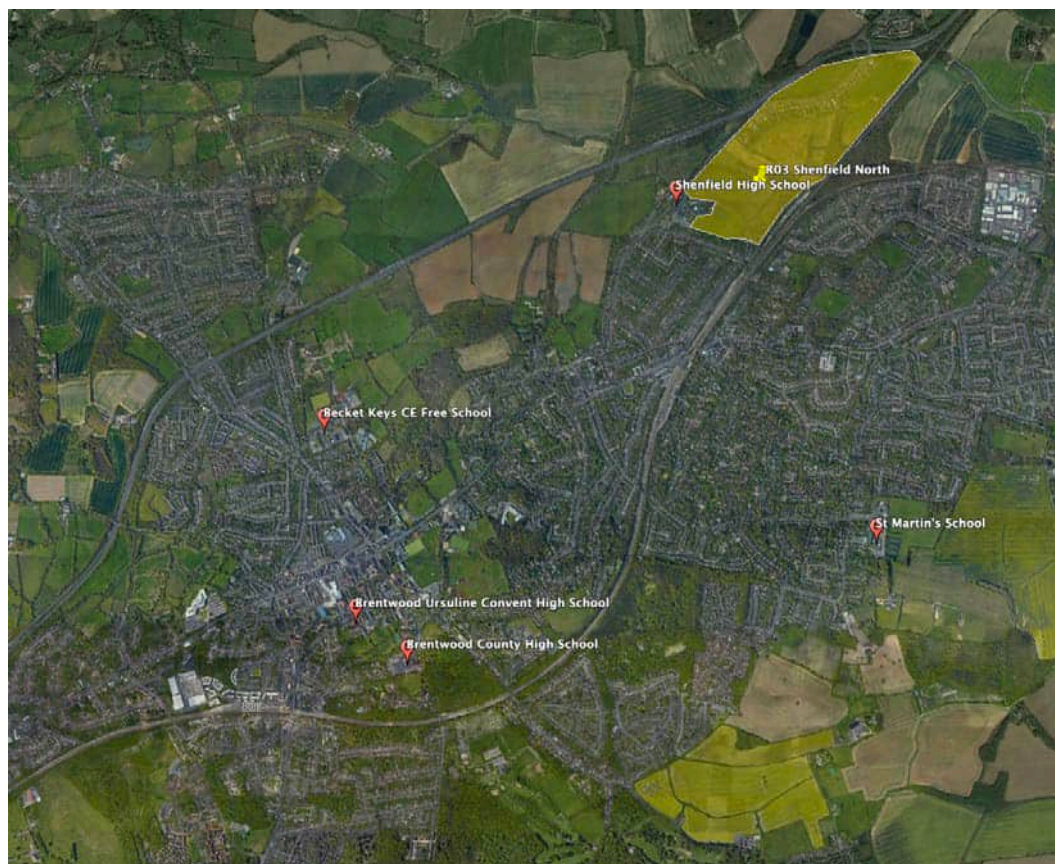 R03 Shenfield North
Shenfield High School
Becket Keys CE Free School
St Martin's School
Brentwood Ursuline Convent High School
Brentwood County High School